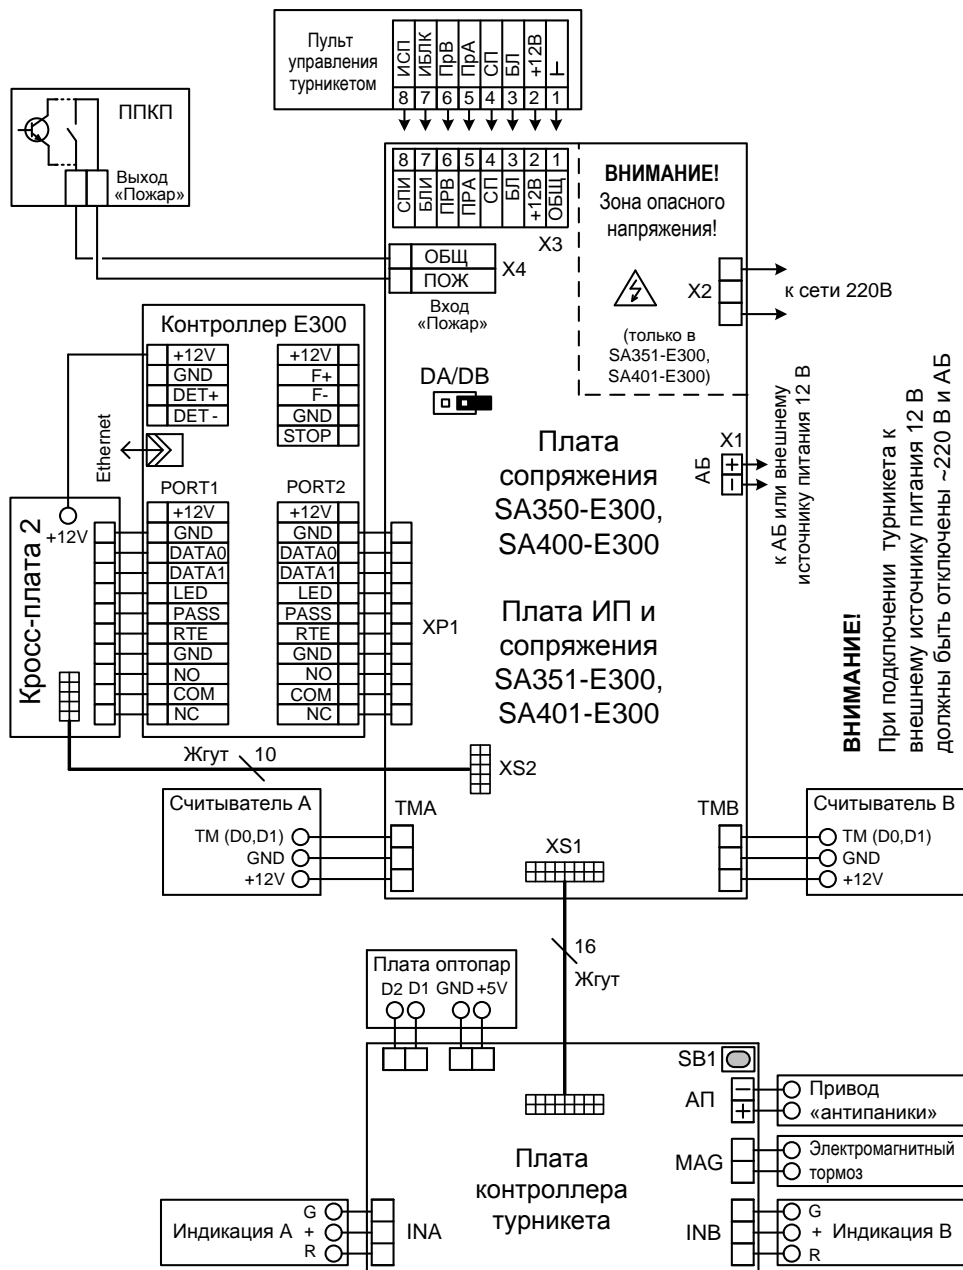 Пульт
управления
турникетом
ИСП ИБЛК ПрВ ПрА СП БЛ +12В
8 7 6 5 4 3 2 1
ППКП
Выход
«Пожар»
8 7 6 5 4 3 2 1
СПИ БЛИ ПРВ ПРА СП БЛ +12В ОБЩ
X3
ВНИМАНИЕ!
Зона опасного
напряжения!
(только в
SA351-E300,
SA401-E300)
X2
к сети 220В
ОБЩ
ПОЖ
X4
Вход
«Пожар»
DA/DB
Контроллер E300
+12V
GND
DET+
DET -
+12V
F+
F-
GND
STOP
Ethernet
Кросс-плата 2
+12V
PORT1
+12V
GND
DATA0
DATA1
LED
PASS
RTE
GND
NO
COM
NC
PORT2
+12V
GND
DATA0
DATA1
LED
PASS
RTE
GND
NO
COM
NC
XP1
Плата
сопряжения
SA350-E300,
SA400-E300
Плата ИП и
сопряжения
SA351-E300,
SA401-E300
X1
АБ
+
−
к АБ или внешнему
источнику питания 12 В
ВНИМАНИЕ!
При подключении турникета к
внешнему источнику питания 12 В
должны быть отключены ~220 В и АБ
Жгут 10
XS2
Считыватель А
TM (D0,D1)
GND
+12V
TMA
TMB
Считыватель В
TM (D0,D1)
GND
+12V
XS1
16
Жгут
Плата оптопар
D2 D1 GND +5V
SB1
АП
−
+
Привод
«антипаники»
MAG
Электромагнитный
тормоз
Плата
контроллера
турникета
Индикация А
G
+
R
INA
INB
G
+ Индикация В
R